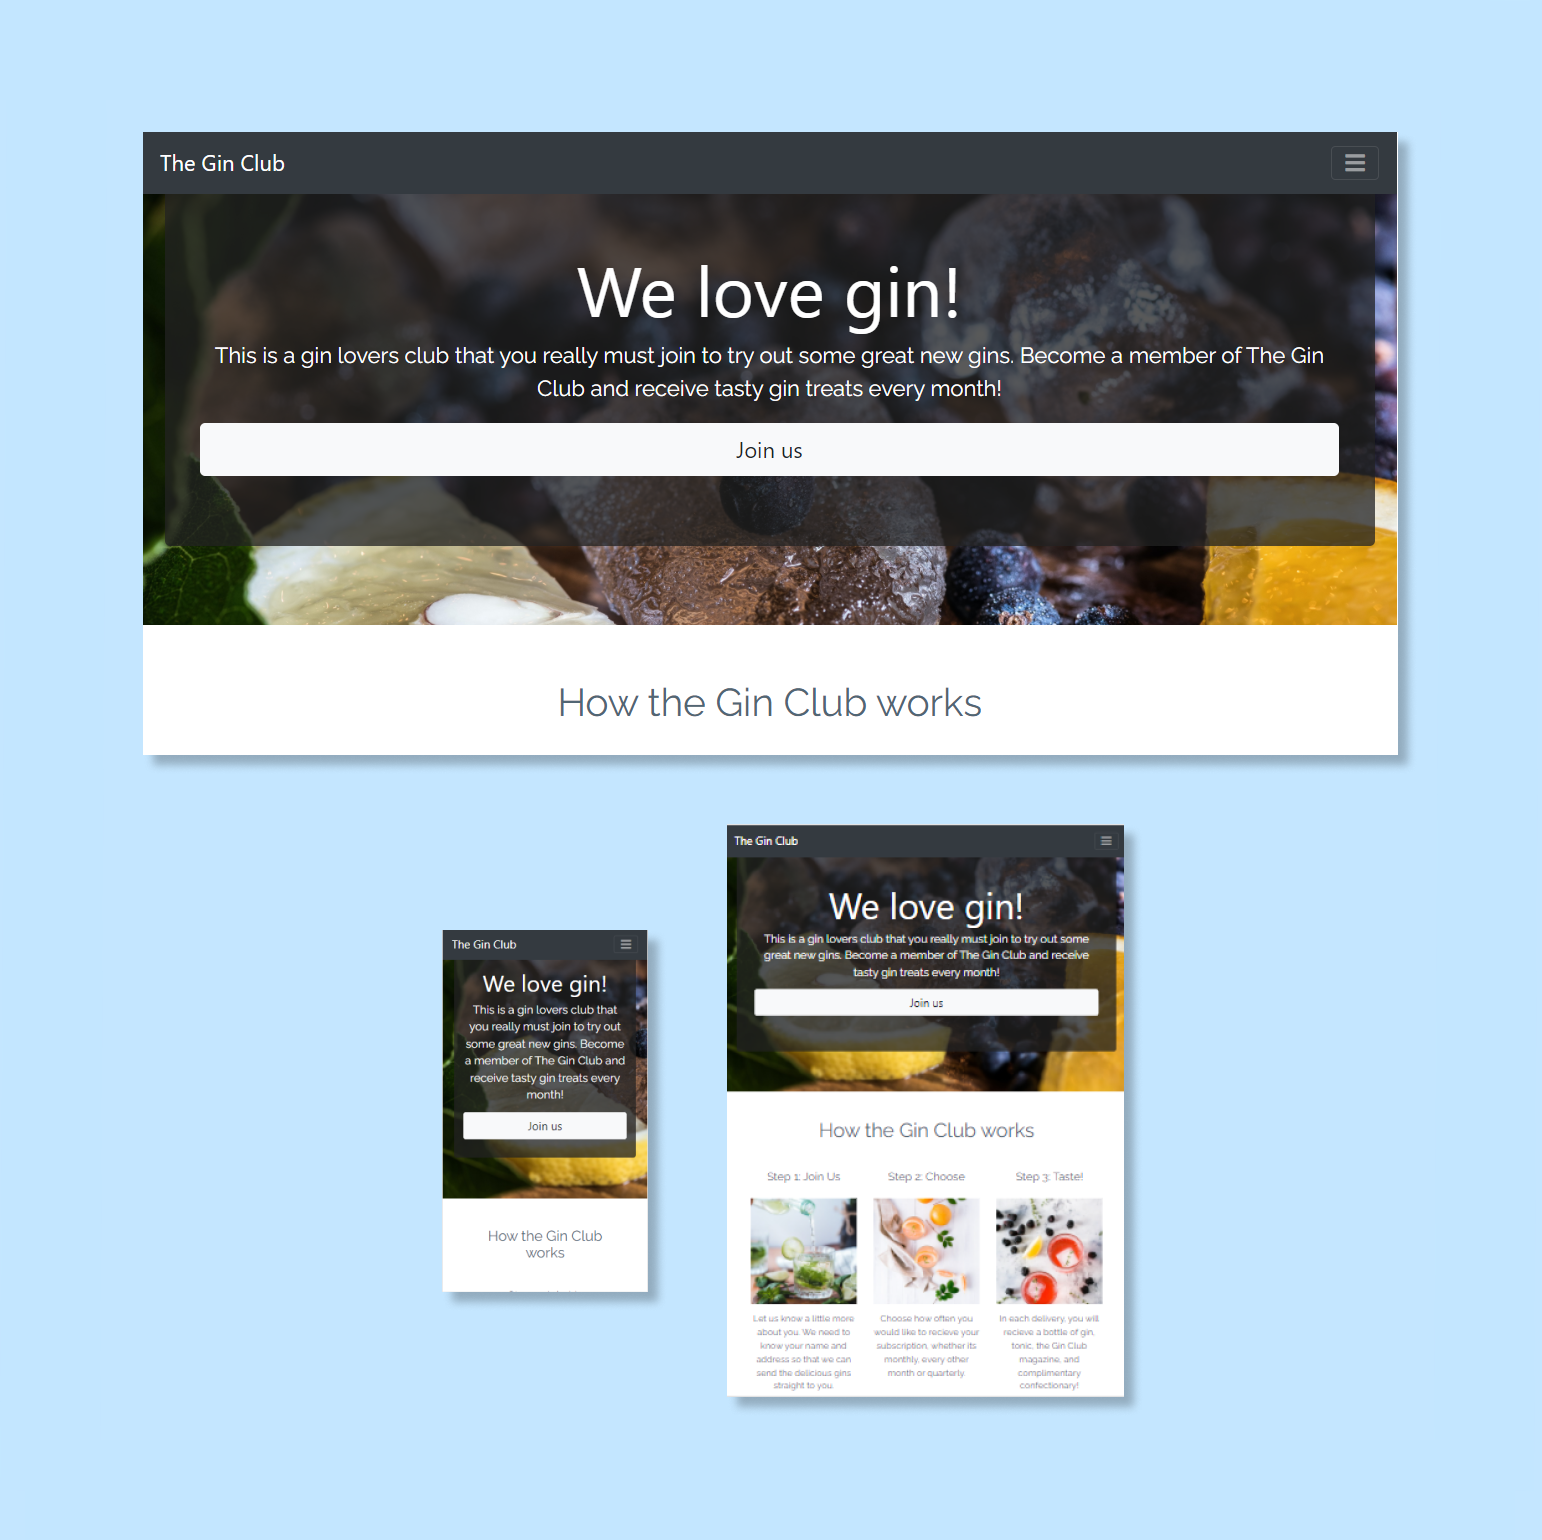 The Gin Club
We love gin!
This is a gin lovers club that you really must join to try out some great new gins. Become a member of The Gin
Club and receive tasty gin treats every month!
Join us
How the Gin Club works
The Gin Club
We love gin!
This is a gin lovers club that
you really must join to try out
some great new gins. Become
a member of The Gin Club and
receive tasty gin treats every
month!
Join us
How the Gin Club
works
The Gin Club
We love gin!
This is a gin lovers club that you really must join to try out some
great new gins. Become a member of The Gin Club and receive
tasty gin treats every month!
Join us
How the Gin Club works
Step 1: Join Us
Step 2: Choose
Step 3: Taste!
Let us know a little more
about you. We need to
know your name and
address so that we can
send the delicious gins
straight to you.
Choose how often you
would like to recieve your
subscription, whether its
monthly, every other
month or quarterly.
In each delivery, you will
recieve a bottle of gin,
tonic, the Gin Club
magazine, and
complimentary
confectionary!